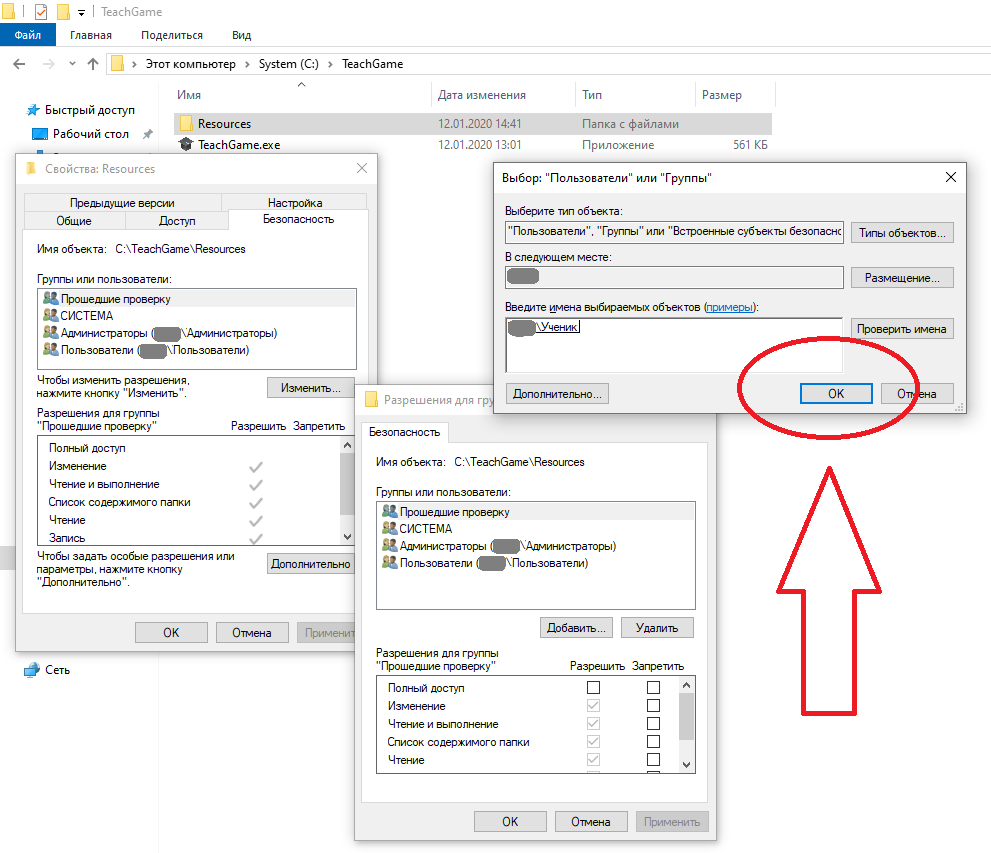 TeachGame
Файл Главная Поделиться Вид
Этот компьютер System (C:) TeachGame
Имя Дата изменения Тип Размер
Быстрый доступ
Рабочий стол
Resources 12.01.2020 14:41 Папка с файлами
TeachGame.exe 12.01.2020 13:01 Приложение 561 КБ
Сеть
Свойства: Resources
Предыдущие версии Настройка
Общие Доступ Безопасность
Имя объекта: C:\TeachGame\Resources
Группы или пользователи:
Прошедшие проверку
СИСТЕМА
Администраторы ( \Администраторы)
Пользователи ( \Пользователи)
Чтобы изменить разрешения,
нажмите кнопку "Изменить".
Изменить...
Разрешения для группы
"Прошедшие проверку" Разрешить Запретить
Полный доступ
Изменение
Чтение и выполнение
Список содержимого папки
Чтение
Запись
Чтобы задать особые разрешения или
параметры, нажмите кнопку
"Дополнительно".
Дополнительно
OK Отмена Применит
Разрешения для гру
Безопасность
Имя объекта: C:\TeachGame\Resources
Группы или пользователи:
Прошедшие проверку
СИСТЕМА
Администраторы ( \Администраторы)
Пользователи ( \Пользователи)
Добавить... Удалить
Разрешения для группы
"Прошедшие проверку" Разрешить Запретить
Полный доступ
Изменение
Чтение и выполнение
Список содержимого папки
Чтение
OK Отмена Применить
Выбор: "Пользователи" или "Группы"
Выберите тип объекта:
"Пользователи", "Группы" или "Встроенные субъекты безопасно Типы объектов...
В следующем месте:
Размещение...
Введите имена выбираемых объектов (примеры):
\Ученик Проверить имена
Дополнительно... OK Отмена